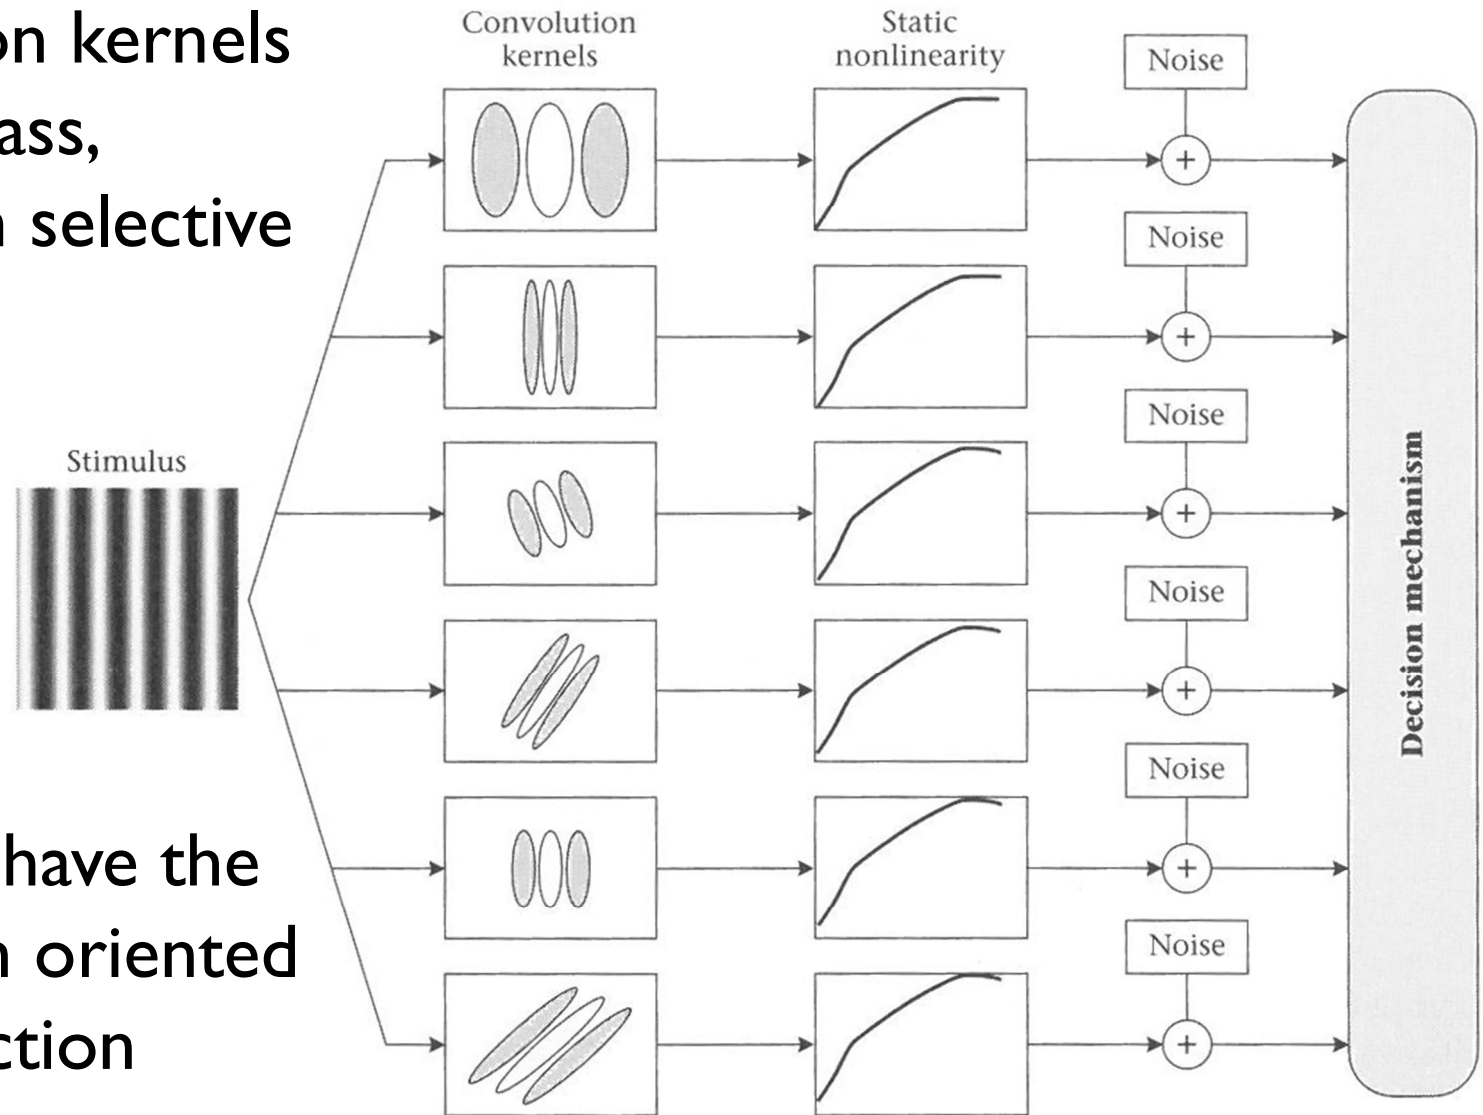 on kernels
ass,
n selective
have the
n oriented
ction
Stimulus
Convolution
kernels
Static
nonlinearity
Noise
+
Noise
+
Noise
+
Noise
+
Noise
+
Noise
+
Decision mechanism